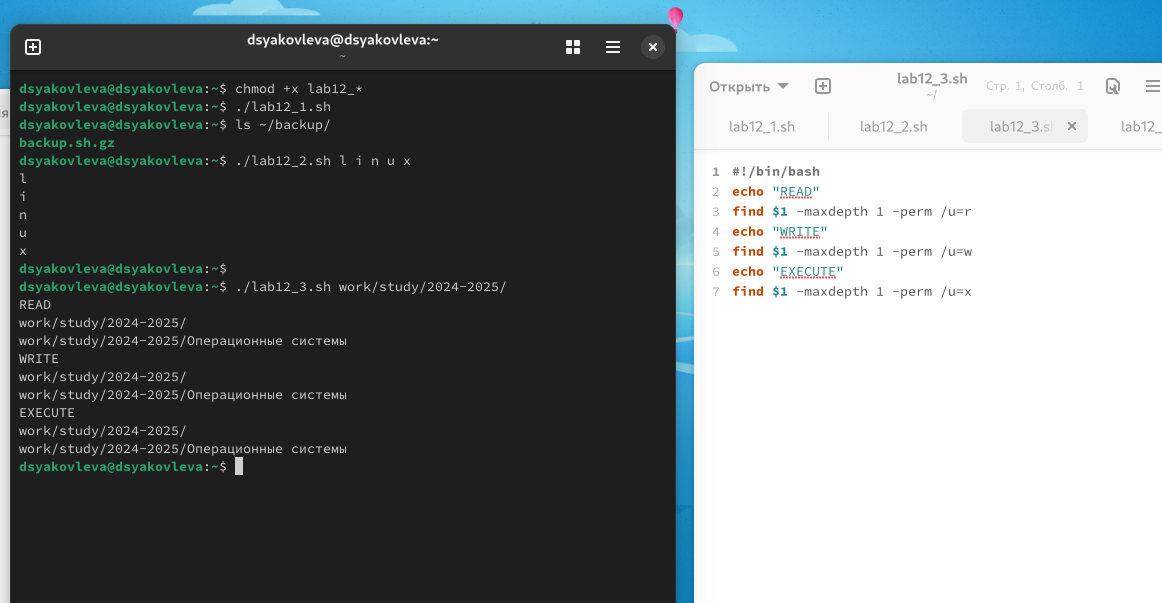 dsyakovleva@dsyakovleva:~
~
dsyakovleva@dsyakovleva:~$ chmod +x lab12_*
dsyakovleva@dsyakovleva:~$ ./lab12_1.sh
dsyakovleva@dsyakovleva:~$ ls ~/backup/
backup.sh.gz
dsyakovleva@dsyakovleva:~$ ./lab12_2.sh l i n u x
l
i
n
u
x
dsyakovleva@dsyakovleva:~$
dsyakovleva@dsyakovleva:~$ ./lab12_3.sh work/study/2024-2025/
READ
work/study/2024-2025/
work/study/2024-2025/Операционные системы
WRITE
work/study/2024-2025/
work/study/2024-2025/Операционные системы
EXECUTE
work/study/2024-2025/
work/study/2024-2025/Операционные системы
dsyakovleva@dsyakovleva:~$
Открыть
lab12_3.sh
~/
Стр. 1, Столб. 1
lab12_1.sh
lab12_2.sh
lab12_3.sh
lab12_
1 #!/bin/bash
2 echo "READ"
3 find $1 -maxdepth 1 -perm /u=r
4 echo "WRITE"
5 find $1 -maxdepth 1 -perm /u=w
6 echo "EXECUTE"
7 find $1 -maxdepth 1 -perm /u=x